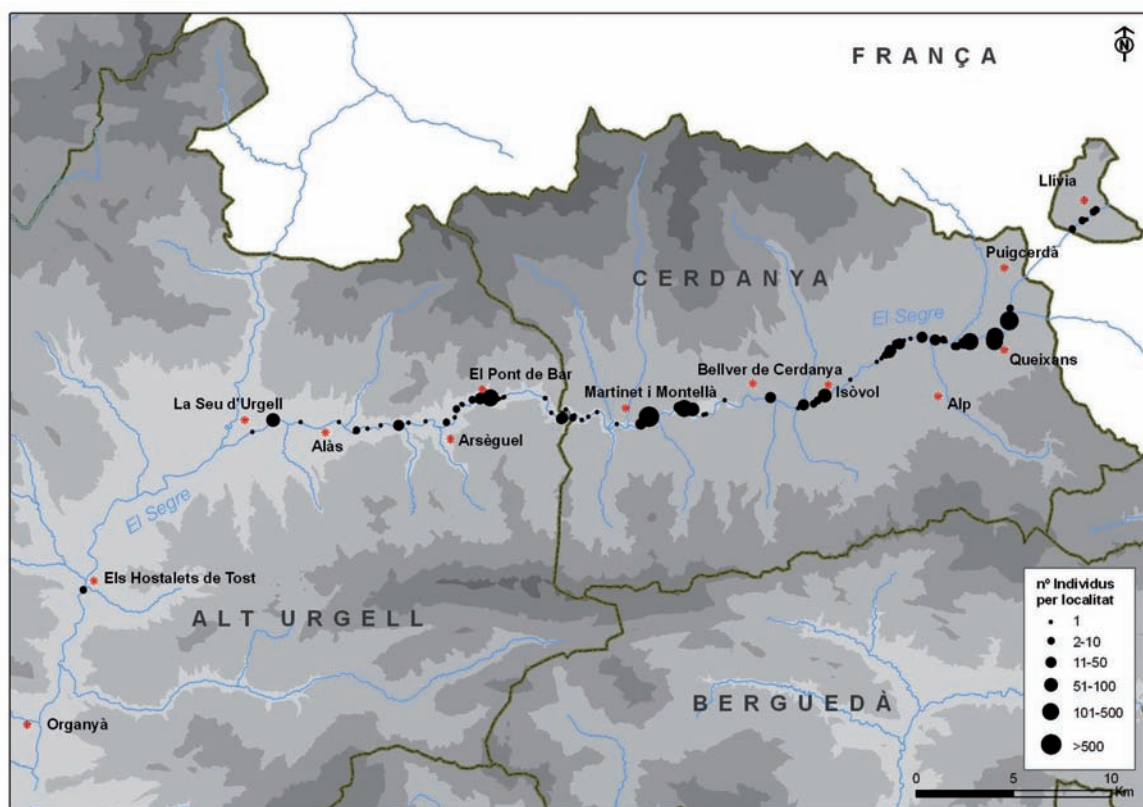 N
FRANÇA
Llívia
Puigcerdà
CERDANYA
El Segre
Queixans
El Pont de Bar
Bellver de Cerdanya
Martinet i Montellà
Isòvol
La Seu d'Urgell
Alp
Alàs
Arsèguel
El Segre
Els Hostalets de Tost
ALT URGELL
nº Individus
per localitat
1
2-10
11-50
51-100
101-500
>500
BERGUEDÀ
Organyà
0 5 10
Km